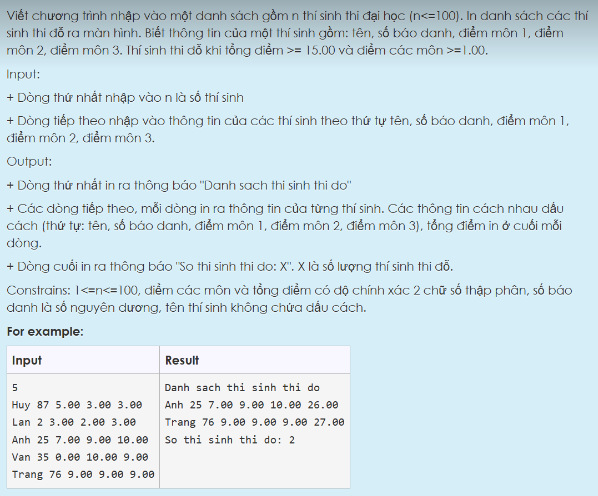 Viết chương trình nhập vào một danh sách gồm n thí sinh thi đại học (n<=100). In danh sách các thí
sinh thi đỗ ra màn hình. Biết thông tin của một thí sinh gồm: tên, số báo danh, điểm môn 1, điểm
môn 2, điểm môn 3. Thí sinh đỗ khi tổng điểm >= 15.00 và điểm các môn >=1.00.
Input:
+ Dòng thứ nhất nhập vào n là số thí sinh
+ Dòng tiếp theo nhập vào thông tin của các thí sinh theo thứ tự tên, số báo danh, điểm môn 1,
điểm môn 2, điểm môn 3.
Output:
+ Dòng thứ nhất in ra thông báo "Danh sach thi sinh thi do"
+ Các dòng tiếp theo, mỗi dòng in ra thông tin của từng thí sinh. Các thông tin cách nhau dấu
cách (thứ tự: tên, số báo danh, điểm môn 1, điểm môn 2, điểm môn 3), tổng điểm in ở cuối mỗi
dòng.
+ Dòng cuối in ra thông báo "So thi sinh thi do: X". X là số lượng thí sinh thi đỗ.
Constrains: 1<=n<=100, điểm các môn và tổng điểm có độ chính xác 2 chữ số thập phân, số báo
danh là số nguyên dương, tên thí sinh không chứa dấu cách.
For example:
Input Result
5 Danh sach thi sinh thi do
Huy 87 5.00 3.00 3.00 Anh 25 7.00 9.00 10.00 26.00
Lan 2 3.00 2.00 3.00 Trang 76 9.00 9.00 9.00 27.00
Anh 25 7.00 9.00 10.00 So thi sinh thi do: 2
Van 35 0.00 10.00 9.00
Trang 76 9.00 9.00 9.00